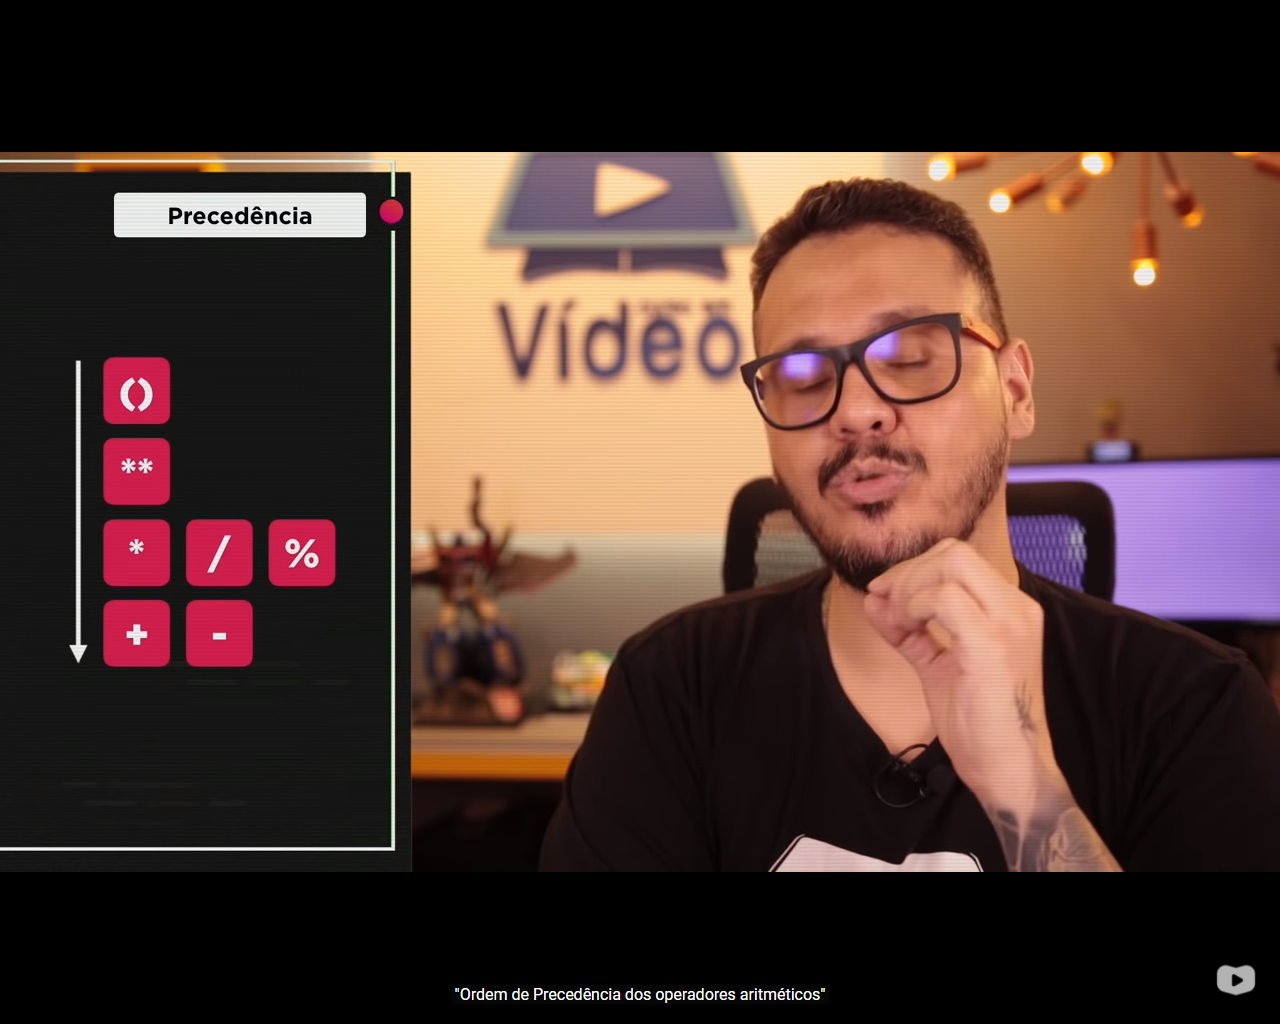 Precedência
()
**
* / %
+ -
Vídeo
"Ordem de Precedência dos operadores aritméticos"